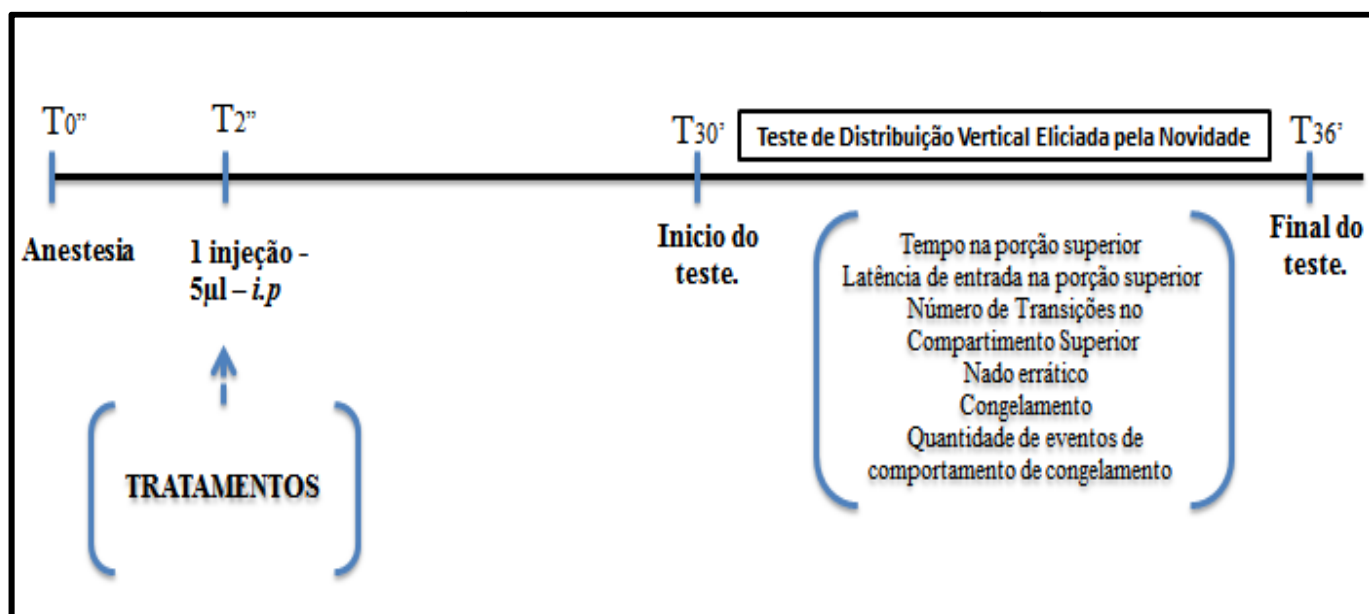 T0”
T2”
T30’
Teste de Distribuição Vertical Eliciada pela Novidade
T36’
Anestesia
1 injeção -
5µl – i.p
TRATAMENTOS
Inicio do
teste.
Tempo na porção superior
Latência de entrada na porção superior
Número de Transições no
Compartimento Superior
Nado errático
Congelamento
Quantidade de eventos de
comportamento de congelamento
Final do
teste.